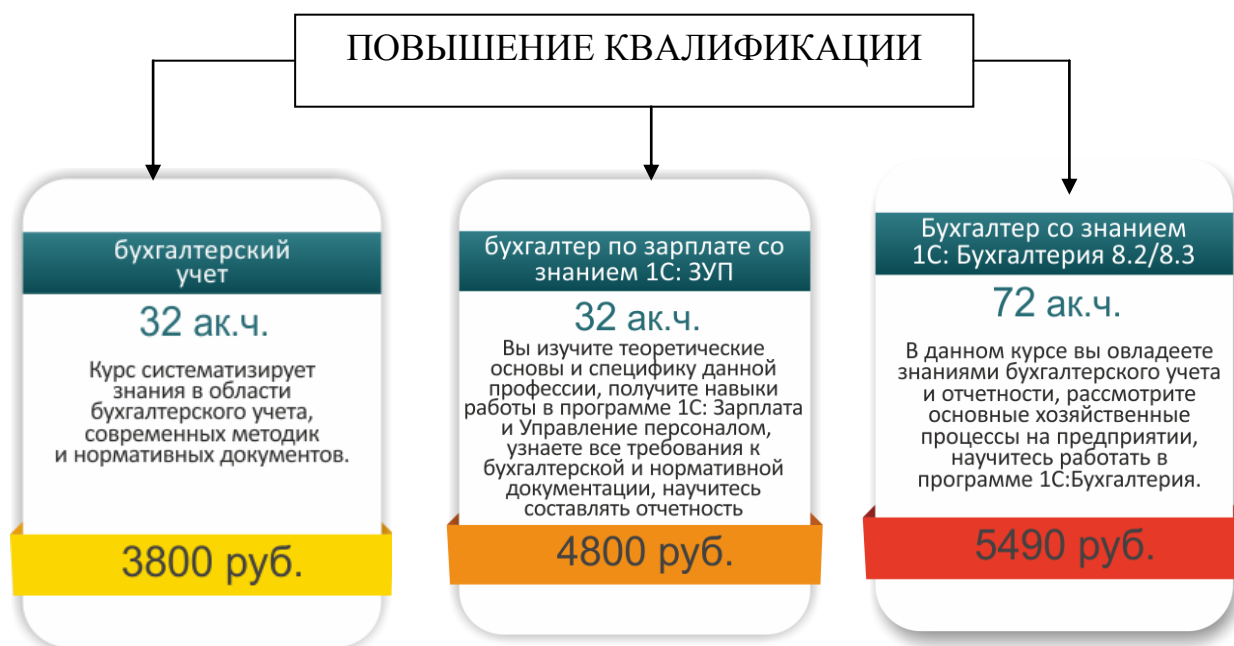 ПОВЫШЕНИЕ КВАЛИФИКАЦИИ
бухгалтерский
учет
32 ак.ч.
Курс систематизирует
знания в области
бухгалтерского учета,
современных методик
и нормативных документов.
3800 руб.
бухгалтер по зарплате со
знанием 1С: ЗУП
32 ак.ч.
Вы изучите теоретические
основы и специфику данной
профессии, получите навыки
работы в программе 1С: Зарплата
и Управление персоналом,
узнаете все требования к
бухгалтерской и нормативной
документации, научитесь
составлять отчетность
4800 руб.
Бухгалтер со знанием
1С: Бухгалтерия 8.2/8.3
72 ак.ч.
В данном курсе вы овладеете
знаниями бухгалтерского учета
и отчетности, рассмотрите
основные хозяйственные
процессы на предприятии,
научитесь работать в
программе 1С:Бухгалтерия.
5490 руб.